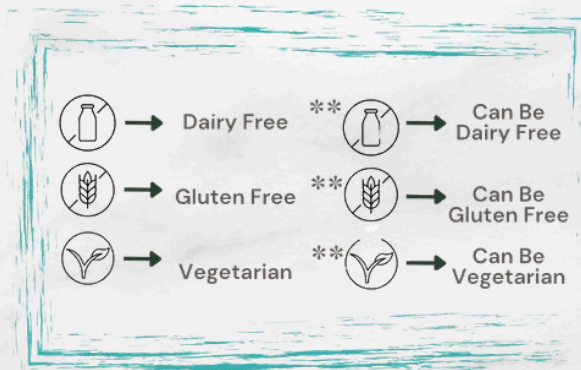 Dairy Free
** Can Be
Dairy Free
Gluten Free
** Can Be
Gluten Free
Vegetarian
** Can Be
Vegetarian